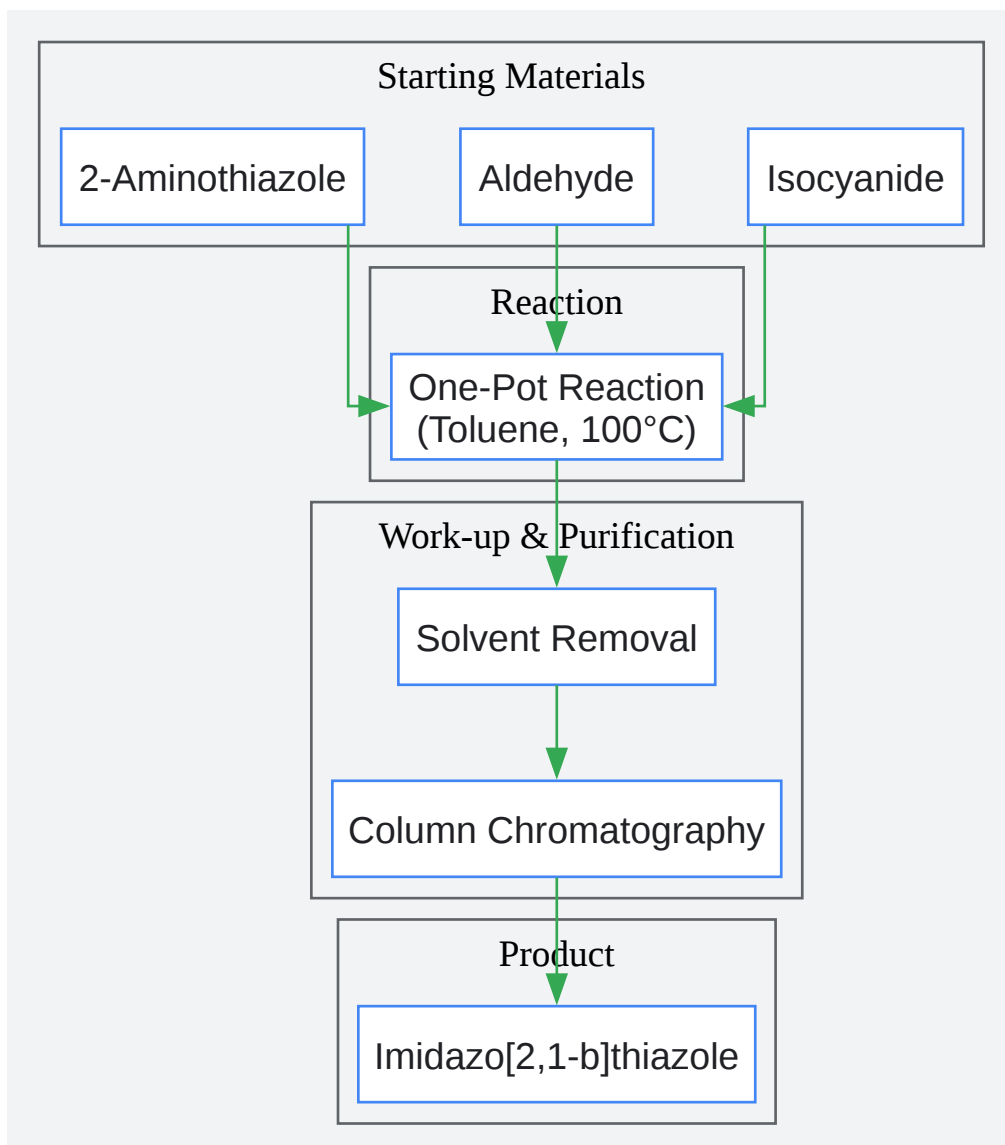 Starting Materials
2-Aminothiazole
Aldehyde
Isocyanide
Reaction
One-Pot Reaction
(Toluene, 100°C)
Work-up & Purification
Solvent Removal
Column Chromatography
Product
Imidazo[2,1-b]thiazole